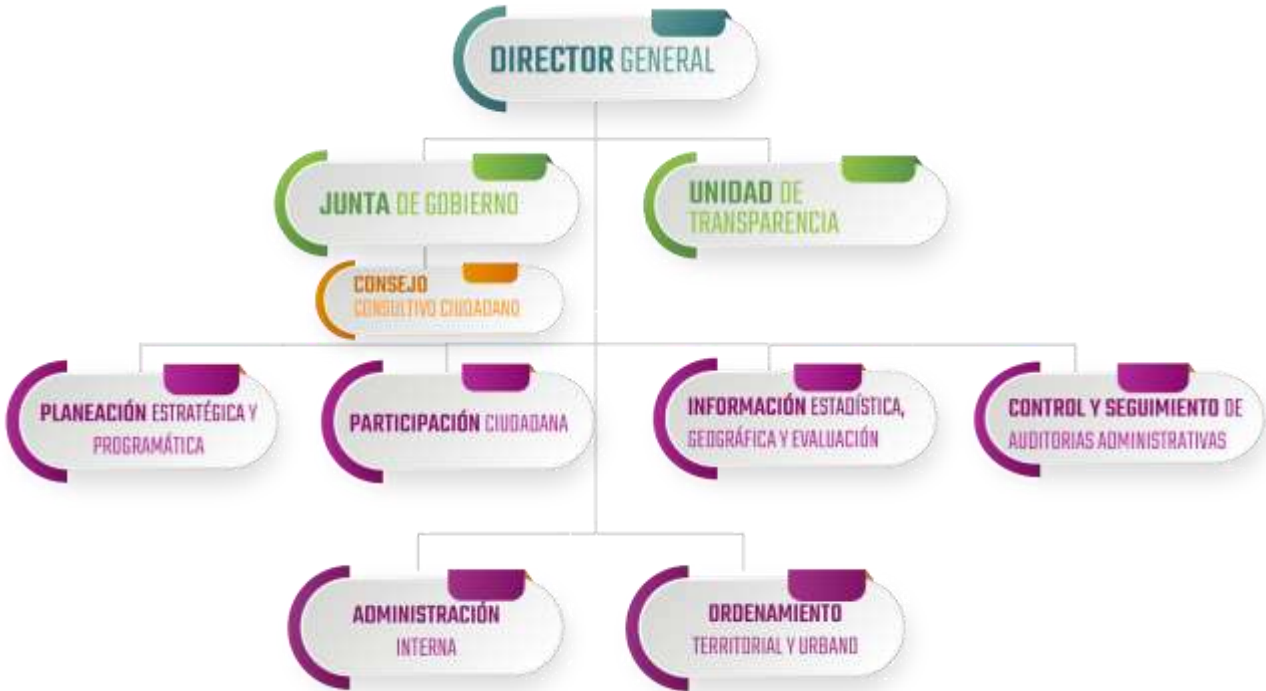 DIRECTOR GENERAL
JUNTA DE GOBIERNO
UNIDAD DE
TRANSPARENCIA
CONSEJO
CONSULTIVO CIUDADANO
PLANEACIÓN ESTRATÉGICA Y
PROGRAMÁTICA
PARTICIPACIÓN CIUDADANA
INFORMACIÓN ESTADÍSTICA,
GEOGRÁFICA Y EVALUACIÓN
CONTROL Y SEGUIMIENTO DE
AUDITORIAS ADMINISTRATIVAS
ADMINISTRACIÓN
INTERNA
ORDENAMIENTO
TERRITORIAL Y URBANO